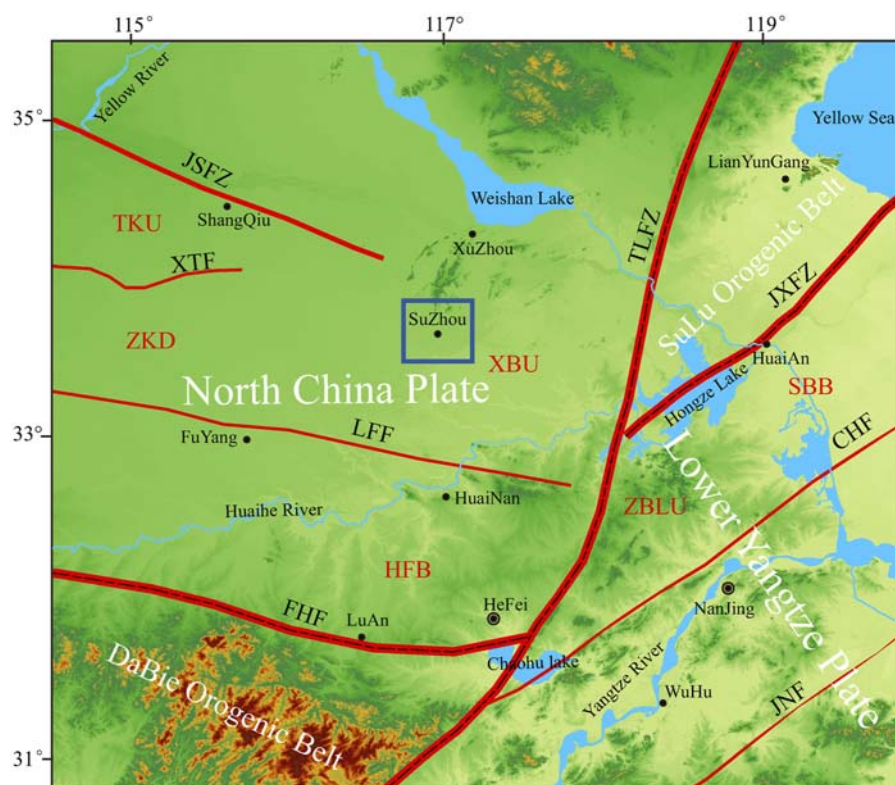 115°
117°
119°
35°
33°
31°
Yellow River
JSFZ
ShangQiu
TKU
XTF
ZKD
Weishan Lake
XuZhou
SuZhou
XBU
North China Plate
TLFZ
Yellow Sea
LianYunGang
SuLu Orogenic Belt
JXFZ
HuaiAn
Hongze Lake
SBB
CHF
LFF
FuYang
HuaiNan
Huaihe River
ZBLU
Lower Yangtze Plate
HFB
HeFei
NanJing
FHF
LuAn
Chaohu lake
DaBie Orogenic Belt
Yangtze River
WuHu
JNF